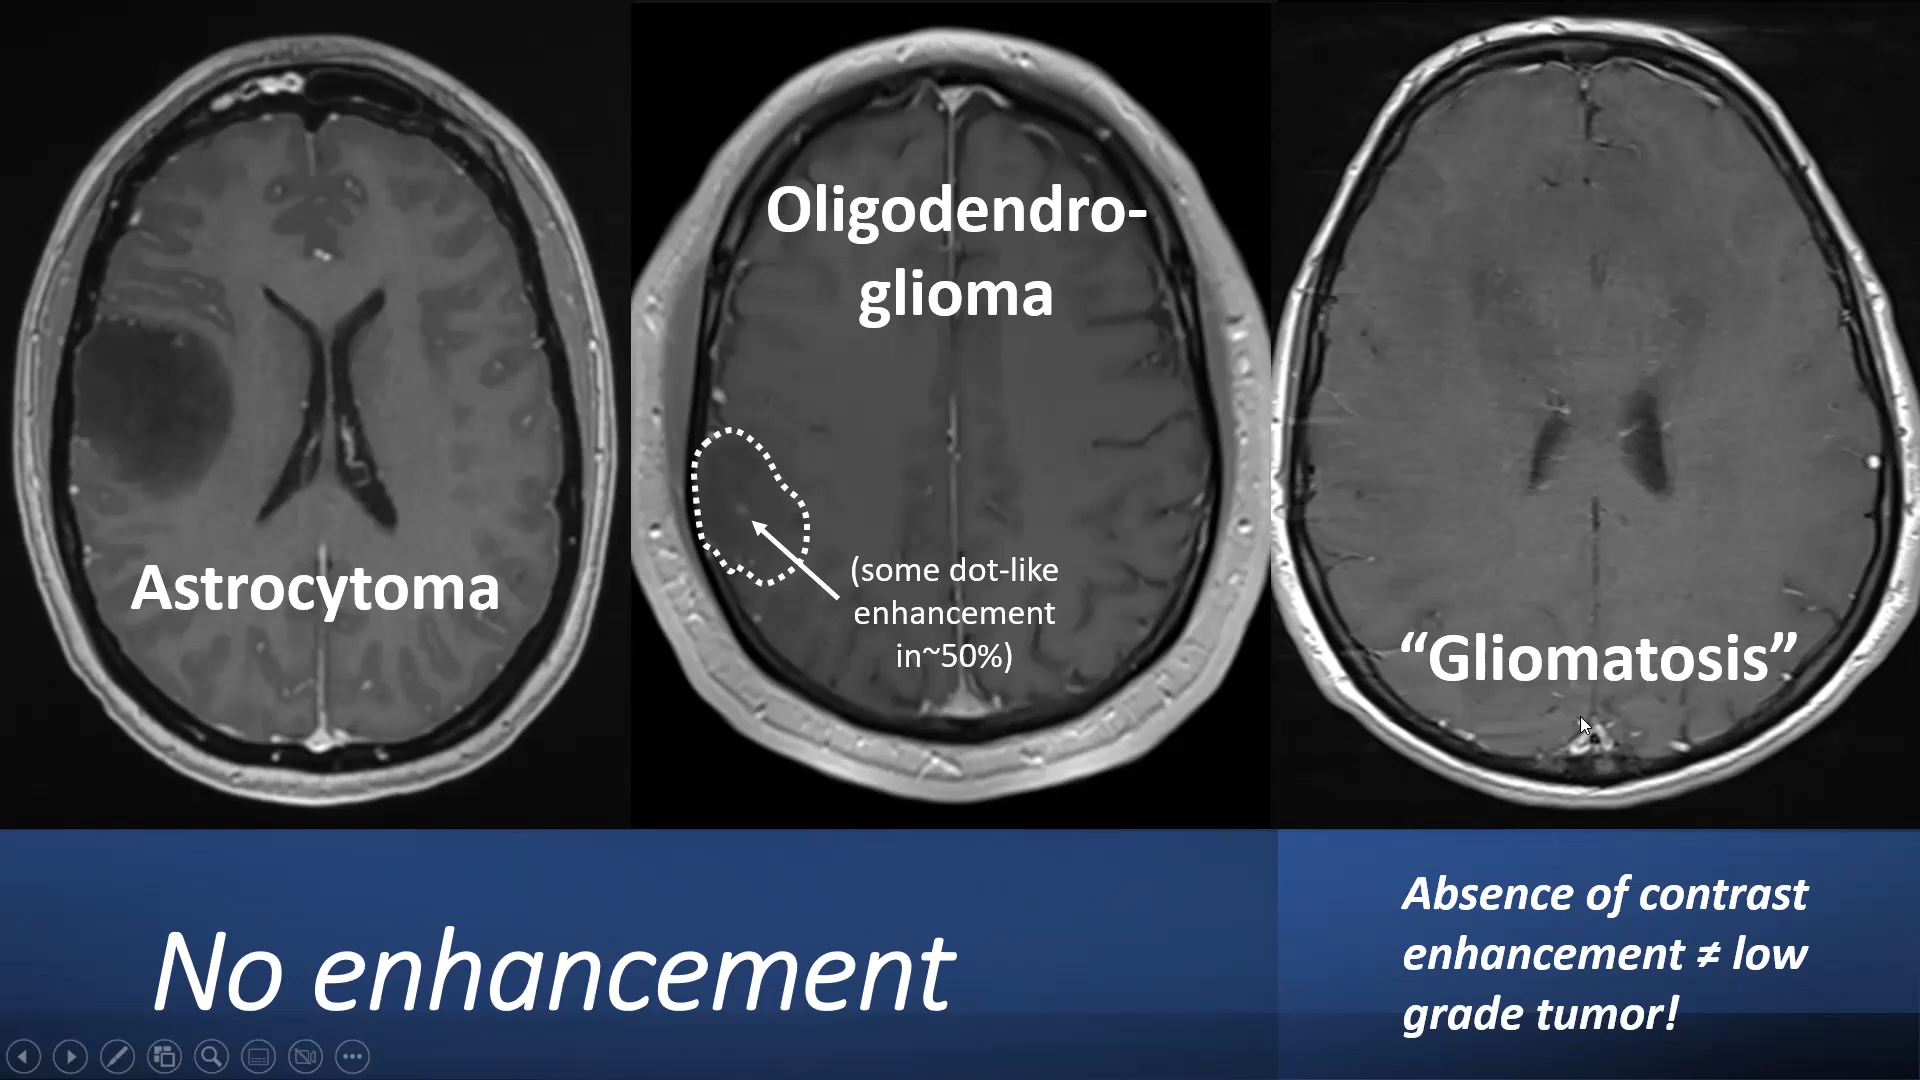 Astrocytoma
Oligodendro-
glioma
(some dot-like
enhancement
in~50%)
“Gliomatosis”
No enhancement
Absence of contrast
enhancement ≠ low
grade tumor!